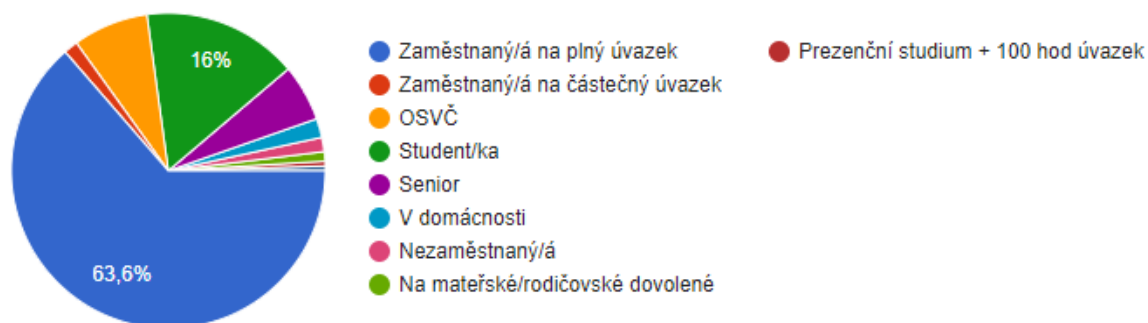 16%
63,6%
Zaměstnaný/á na plný úvazek
Zaměstnaný/á na částečný úvazek
OSVČ
Student/ka
Senior
V domácnosti
Nezaměstnaný/á
Na mateřské/rodičovské dovolené
Prezenční studium + 100 hod úvazek